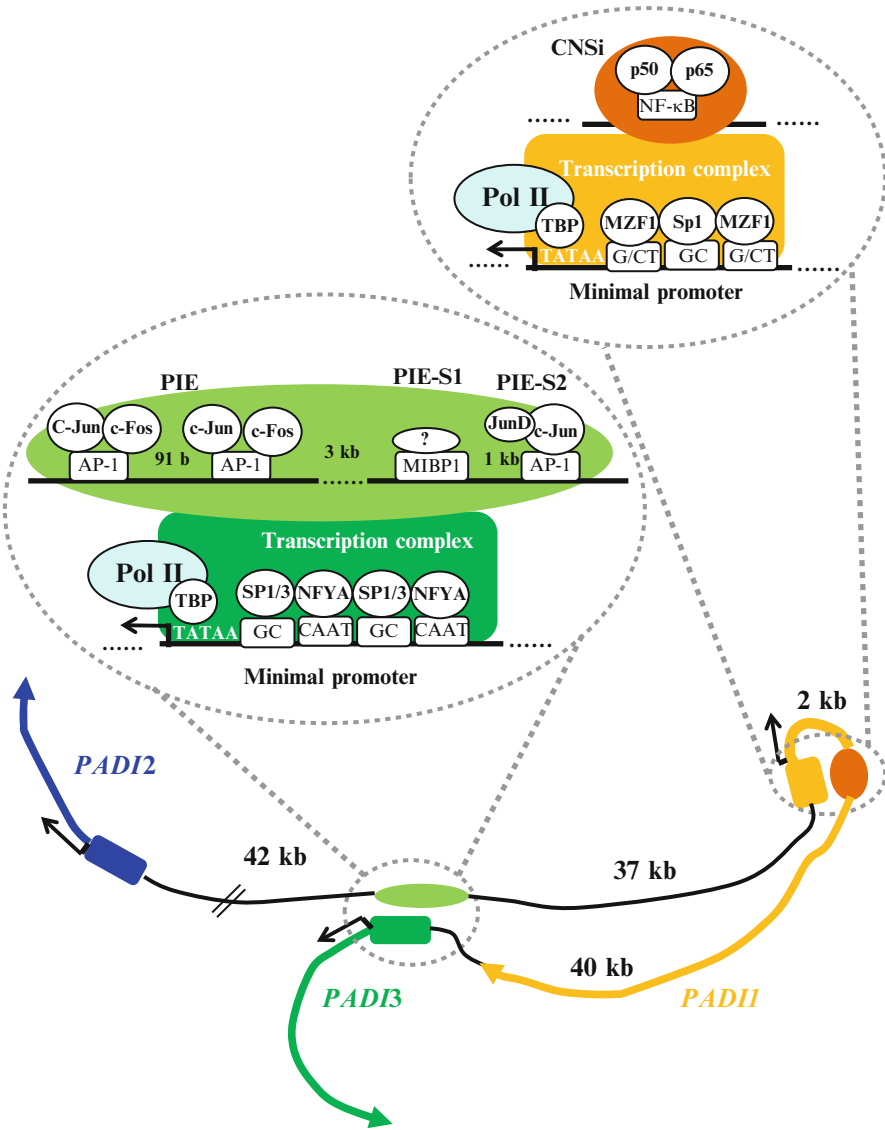 CNSi
p50 p65
NF-κB
...... ......
Transcription complex
Pol II
TBP MZF1 Sp1 MZF1
TATAA G/CT GC G/CT
...... ......
Minimal promoter
PIE PIE-S1 PIE-S2
C-Jun c-Fos c-Jun c-Fos ? JunD c-Jun
AP-1 91 b AP-1 3 kb MIBP1 1 kb AP-1
......
Transcription complex
Pol II
TBP SP1/3 NFYA SP1/3 NFYA
TATAA GC CAAT GC CAAT
...... ......
Minimal promoter
2 kb
PADI2
42 kb
37 kb
40 kb
PADI3
PADI1